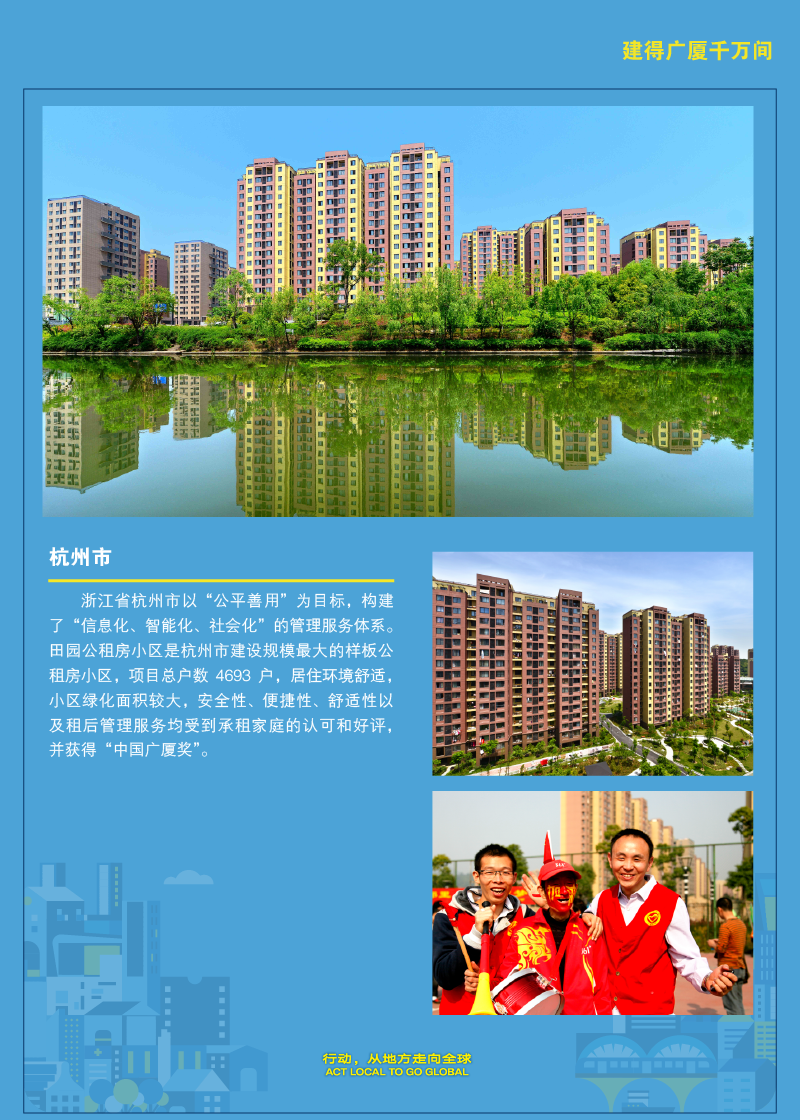 建得广厦千万间
杭州市
浙江省杭州市以“公平善用”为目标，构建
了“信息化、智能化、社会化”的管理服务体系。
田园公租房小区是杭州市建设规模最大的样板公
租房小区，项目总户数 4693 户，居住环境舒适，
小区绿化面积较大，安全性、便捷性、舒适性以
及租后管理服务均受到承租家庭的认可和好评，
并获得“中国广厦奖”。
行动，从地方走向全球
ACT LOCAL TO GO GLOBAL